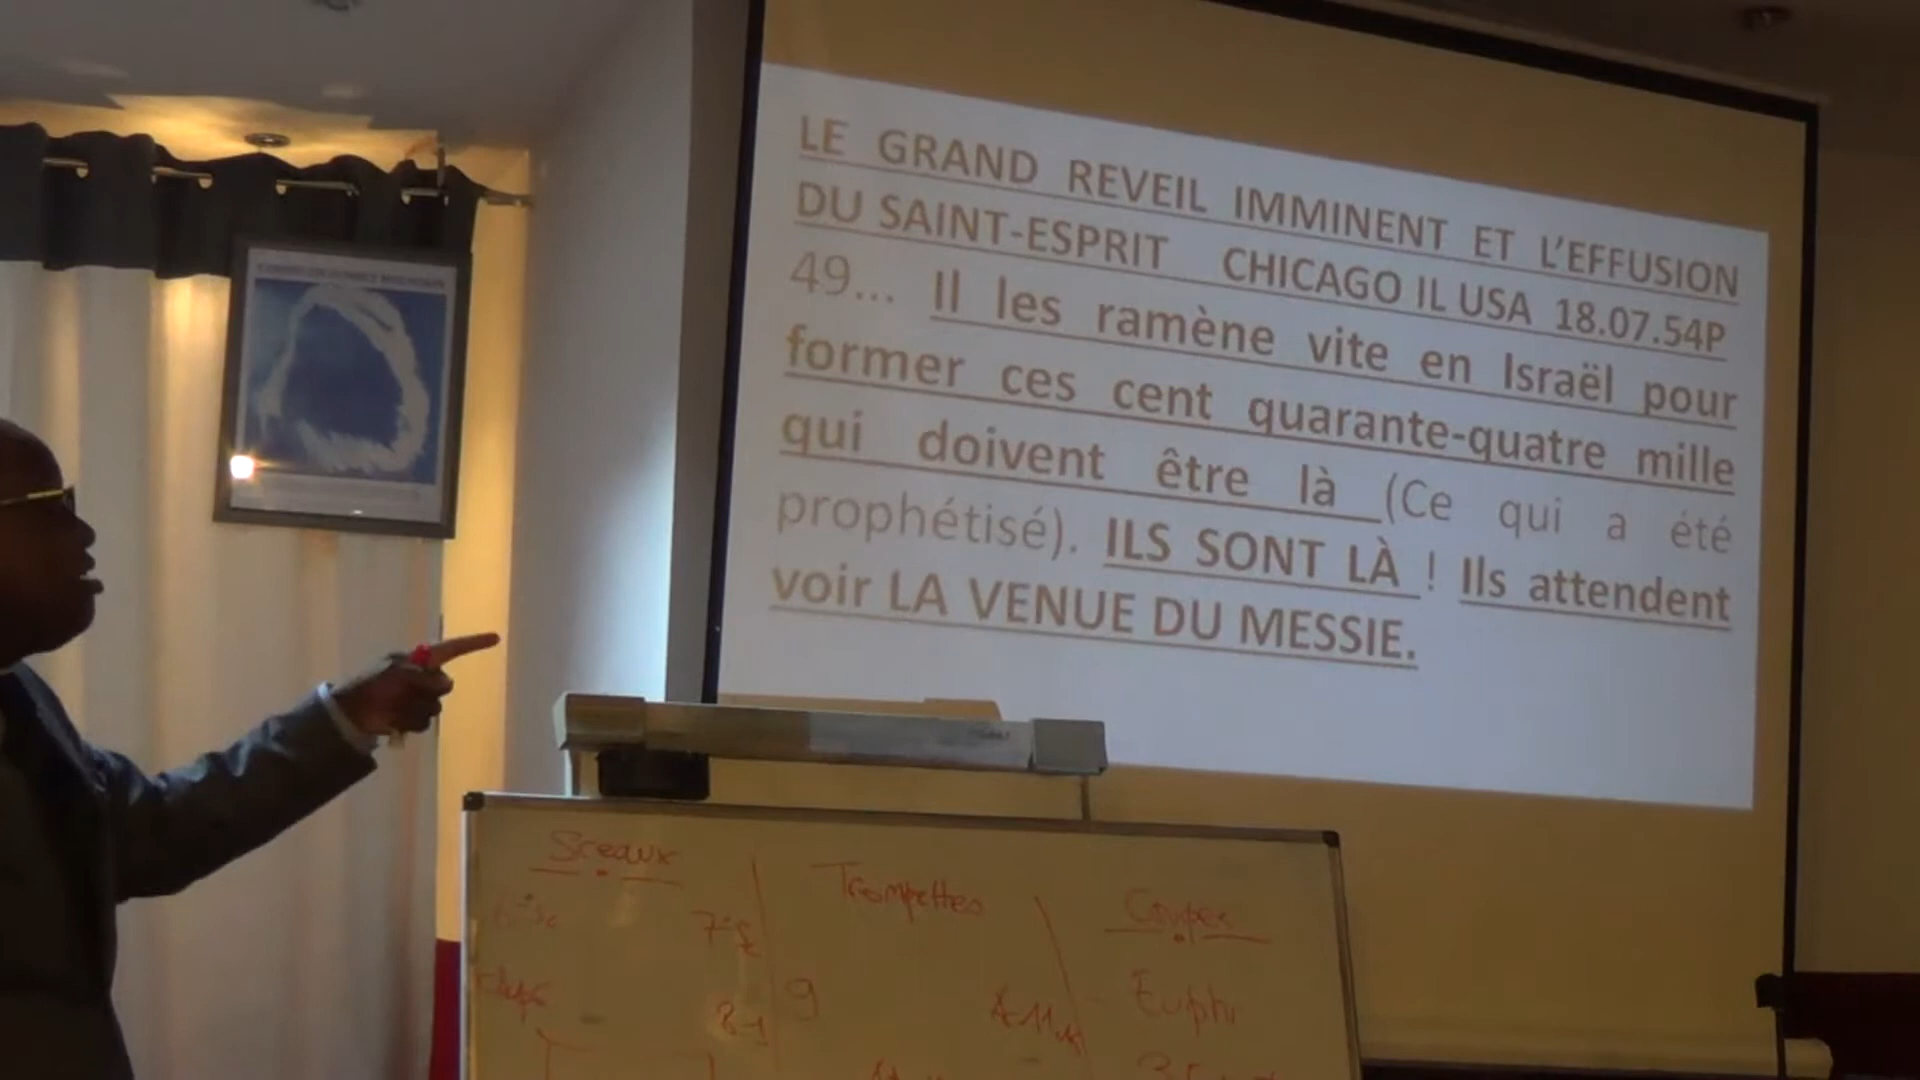 LE GRAND REVEIL IMMINENT ET L'EFFUSION
DU SAINT-ESPRIT CHICAGO IL USA 18.07.54P
49... Il les ramène vite en Israël pour
former ces cent quarante-quatre mille
qui doivent être là (Ce qui a été
prophétisé). ILS SONT LÀ ! Ils attendent
voir LA VENUE DU MESSIE.
Sceaux
Trompettes
Coupes
9